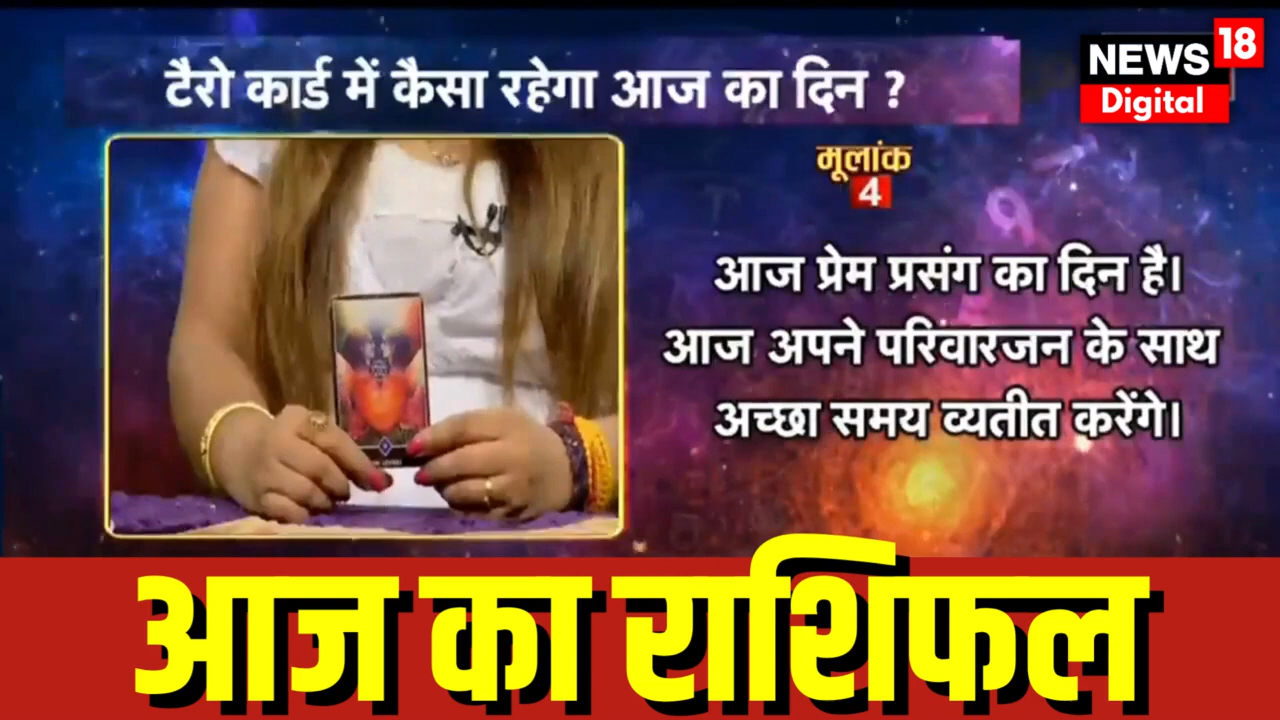 टैरो कार्ड में कैसा रहेगा आज का दिन ?
NEWS 18
Digital
मूलांक
4
आज प्रेम प्रसंग का दिन है।
आज अपने परिवारजन के साथ
अच्छा समय व्यतीत करेंगे।
आज का राशिफल